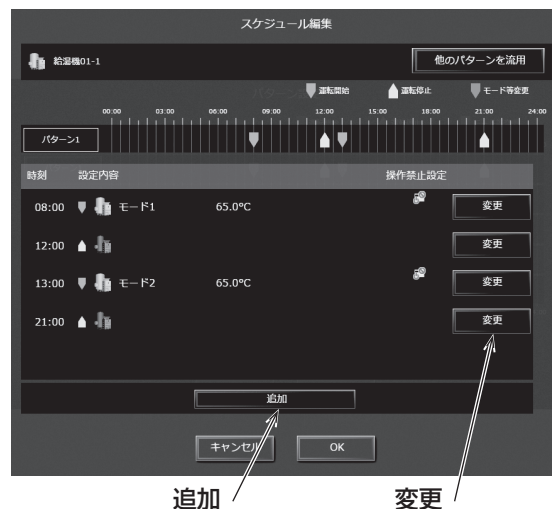 スケジュール編集
給湯機01-1
他のパターンを流用
運転開始 運転停止 モード等変更
00:00 03:00 06:00 09:00 12:00 15:00 18:00 21:00 24:00
パターン1
時刻 設定内容 操作禁止設定
08:00 モード1 65.0°C 変更
12:00 変更
13:00 モード2 65.0°C 変更
21:00 変更
追加
キャンセル OK
追加 変更